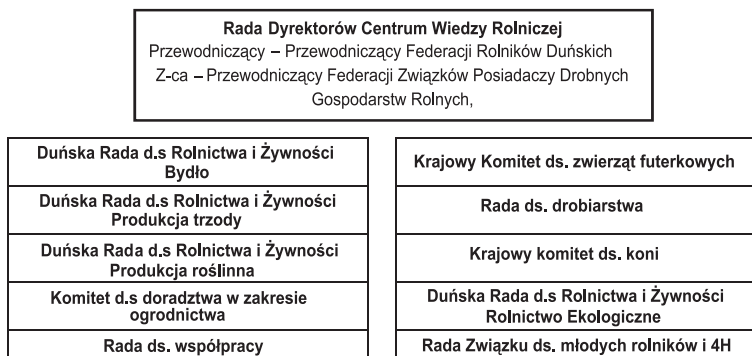 Rada Dyrektorów Centrum Wiedzy Rolniczej
Przewodniczący – Przewodniczący Federacji Rolników Duńskich
Z-ca – Przewodniczący Federacji Związków Posiadaczy Drobnych
Gospodarstw Rolnych,
Duńska Rada d.s Rolnictwa i Żywności
Bydło
Duńska Rada d.s Rolnictwa i Żywności
Produkcja trzody
Duńska Rada d.s Rolnictwa i Żywności
Produkcja roślinna
Komitet d.s doradztwa w zakresie
ogrodnictwa
Rada ds. współpracy
Krajowy Komitet ds. zwierząt futerkowych
Rada ds. drobiarstwa
Krajowy komitet ds. koni
Duńska Rada d.s Rolnictwa i Żywności
Rolnictwo Ekologiczne
Rada Związku ds. młodych rolników i 4H